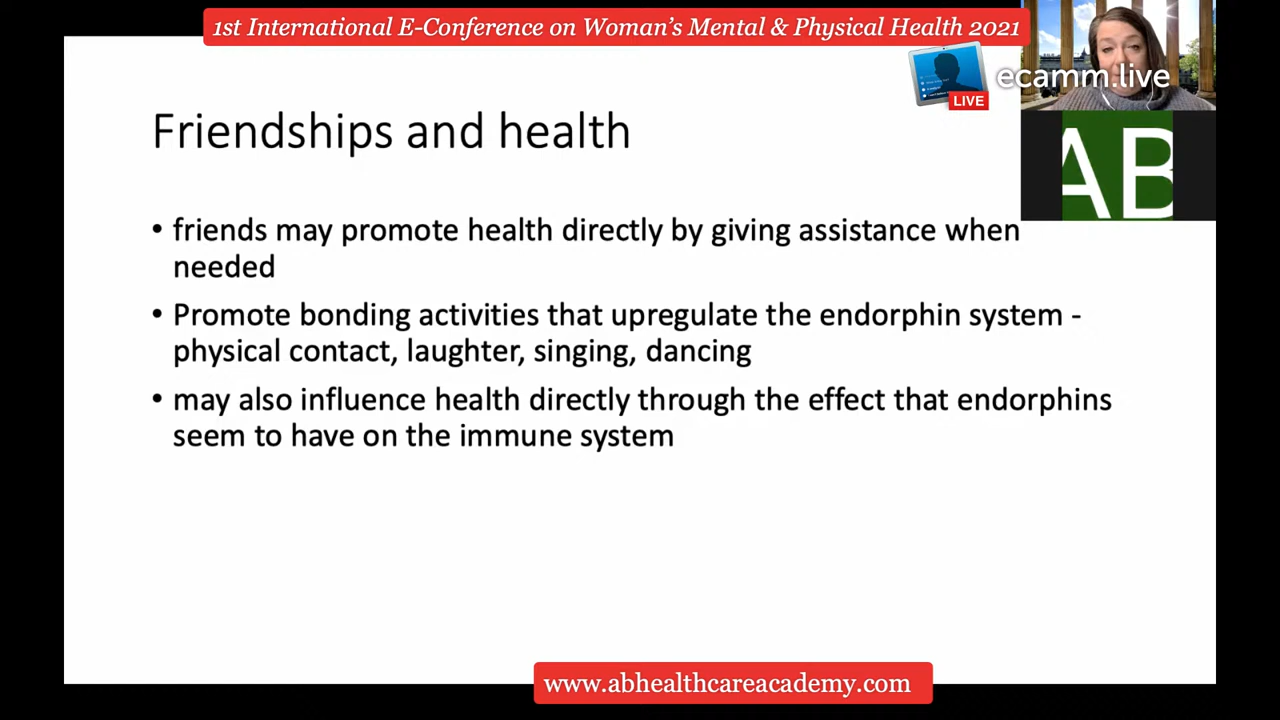 1st International E-Conference on Woman's Mental & Physical Health 2021
ecamm.live
LIVE
AB
Friendships and health
• friends may promote health directly by giving assistance when
needed
• Promote bonding activities that upregulate the endorphin system -
physical contact, laughter, singing, dancing
• may also influence health directly through the effect that endorphins
seem to have on the immune system
www.abhealthcareacademy.com